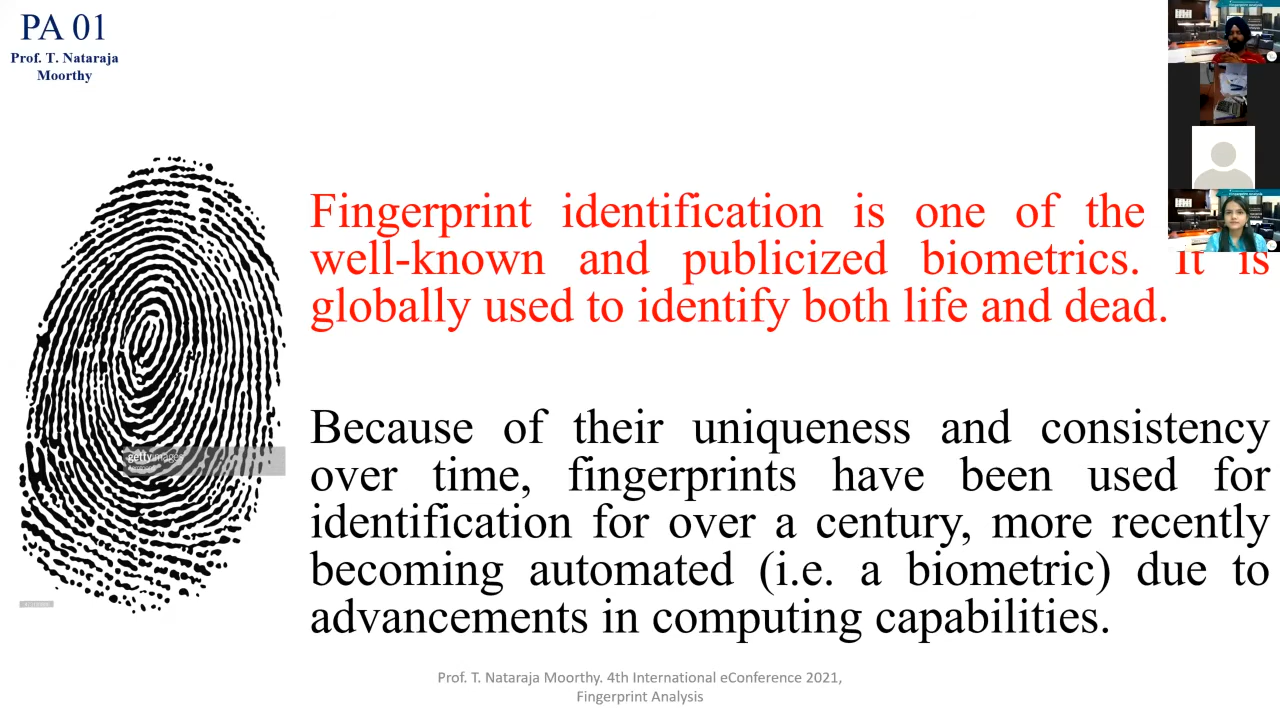 PA 01
Prof. T. Nataraja
Moorthy
Fingerprint identification is one of the
well-known and publicized biometrics. It is
globally used to identify both life and dead.
gettyimages
Because of their uniqueness and consistency
over time, fingerprints have been used for
identification for over a century, more recently
becoming automated (i.e. a biometric) due to
advancements in computing capabilities.
Prof. T. Nataraja Moorthy. 4th International eConference 2021,
Fingerprint Analysis